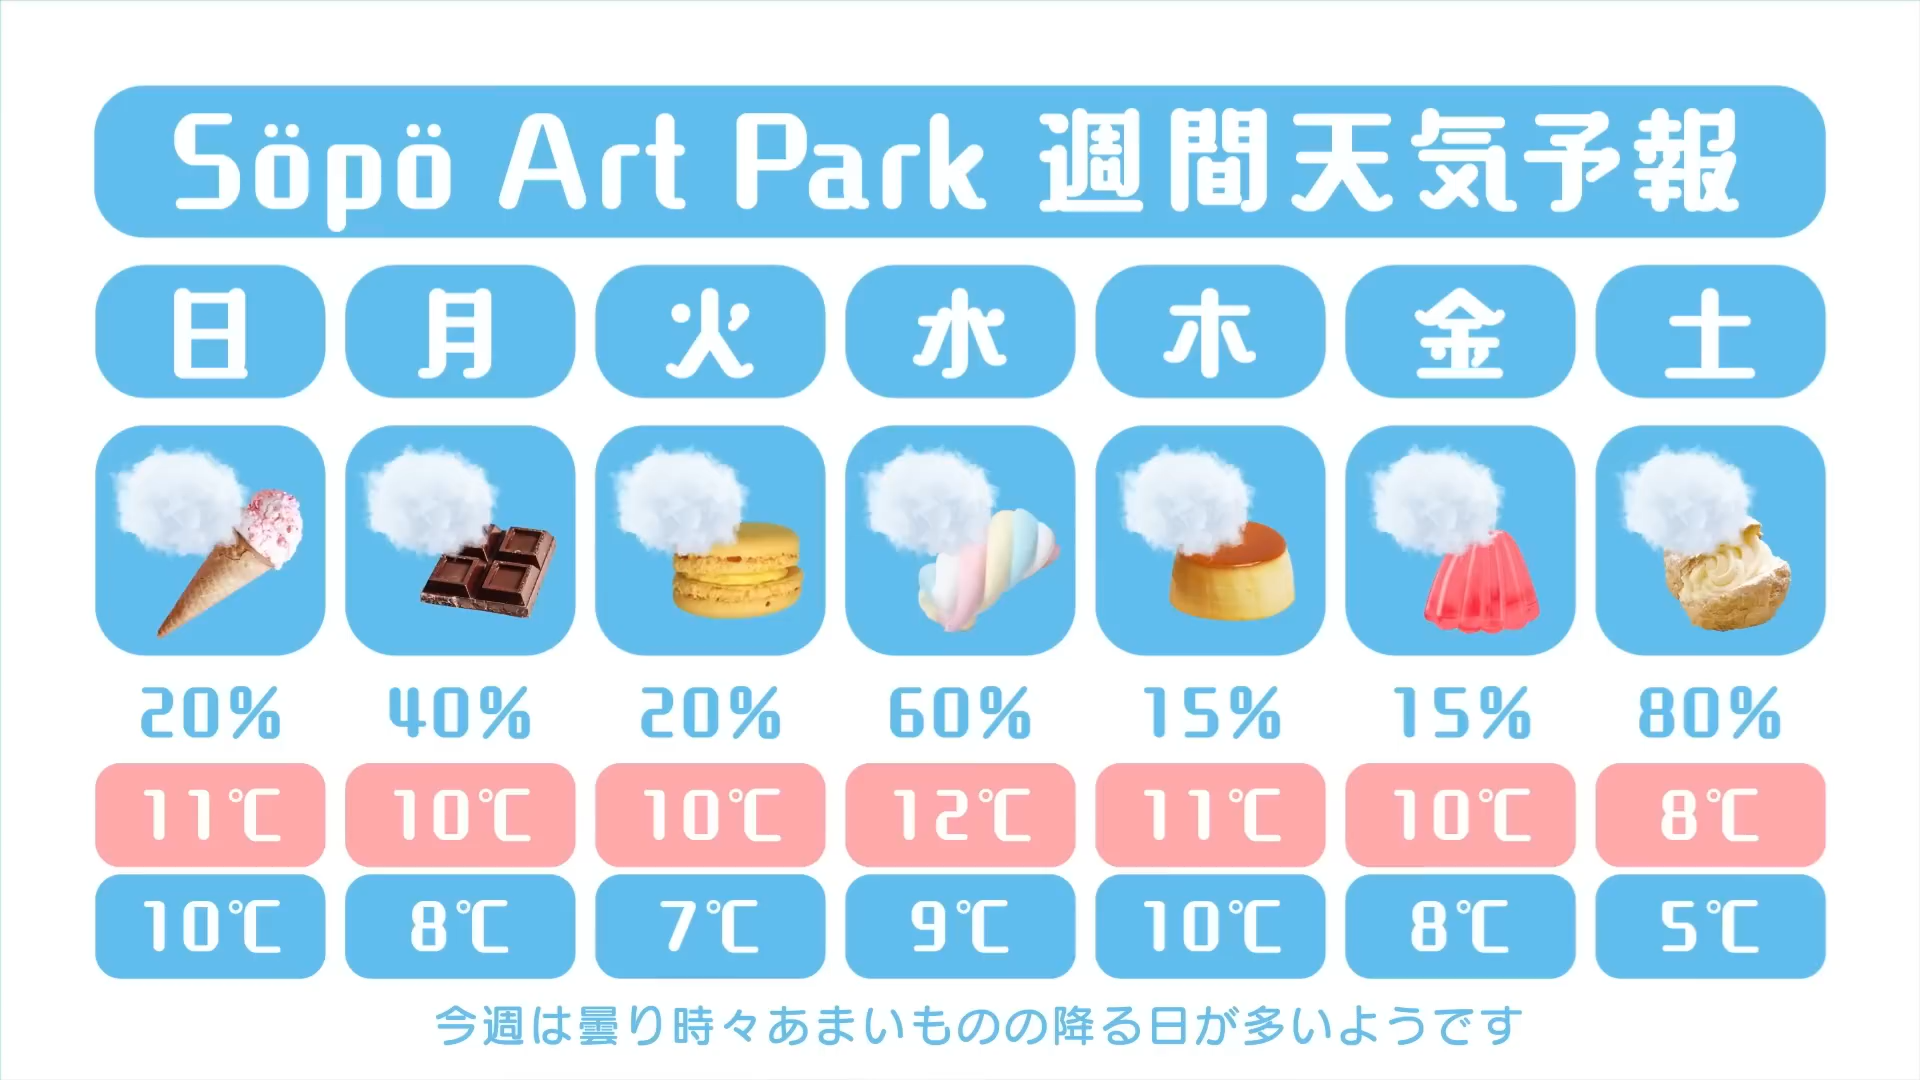 Söpö Art Park 週間天気予報
日 月 火 水 木 金 土
20% 40% 20% 60% 15% 15% 80%
11℃ 10℃ 10℃ 12℃ 11℃ 10℃ 8℃
10℃ 8℃ 7℃ 9℃ 10℃ 8℃ 5℃
今週は曇り時々あまいものの降る日が多いようです